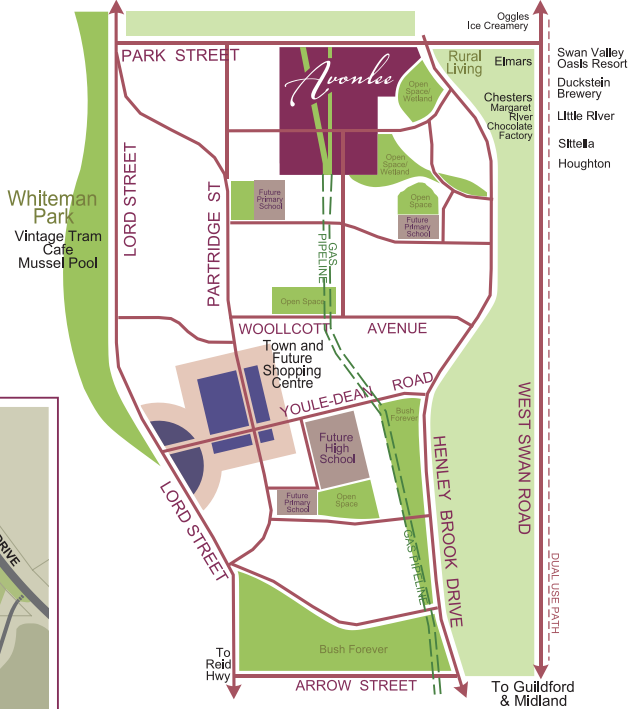 Oggles
Ice Creamery
PARK STREET
Avonlee
Rural
Living
Elmars
Swan Valley
Oasis Resort
Duckstein
Brewery
Little River
Sittella
Houghton
Chesters
Margaret
River
Chocolate
Factory
Open
Space/
Wetland
Open
Space/
Wetland
LORD STREET
PARTRIDGE ST
Whiteman
Park
Vintage Tram
Cafe
Mussel Pool
Future
Primary
School
Open
Space
Future
Primary
School
GAS
PIPELINE
Open Space
WOOLLCOTT AVENUE
Town and
Future
Shopping
Centre
YOULE-DEAN ROAD
Bush
Forever
Future
High
School
Future
Primary
School
Open
Space
LORD STREET
HENLEY BROOK DRIVE
WEST SWAN ROAD
DUAL USE PATH
GAS PIPELINE
DRIVE
Bush Forever
To
Reid
Hwy
ARROW STREET
To Guildford
& Midland